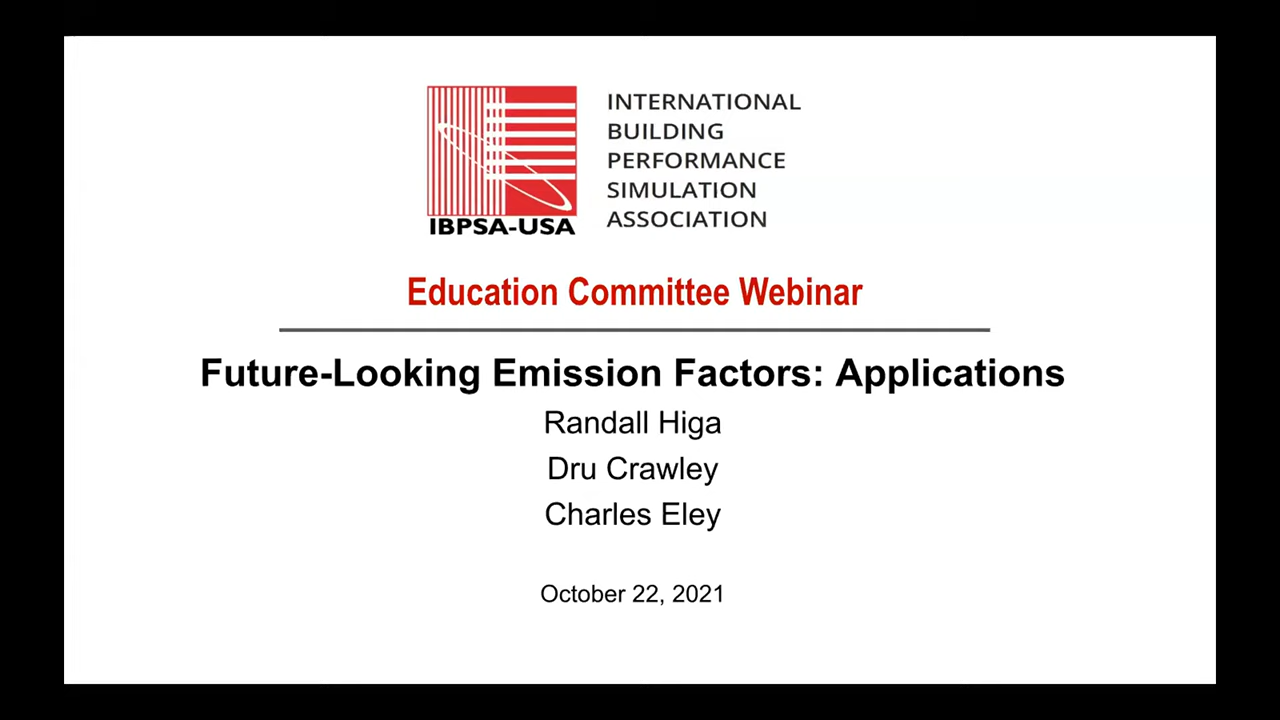 INTERNATIONAL
BUILDING
PERFORMANCE
SIMULATION
ASSOCIATION
IBPSA-USA
Education Committee Webinar
Future-Looking Emission Factors: Applications
Randall Higa
Dru Crawley
Charles Eley
October 22, 2021